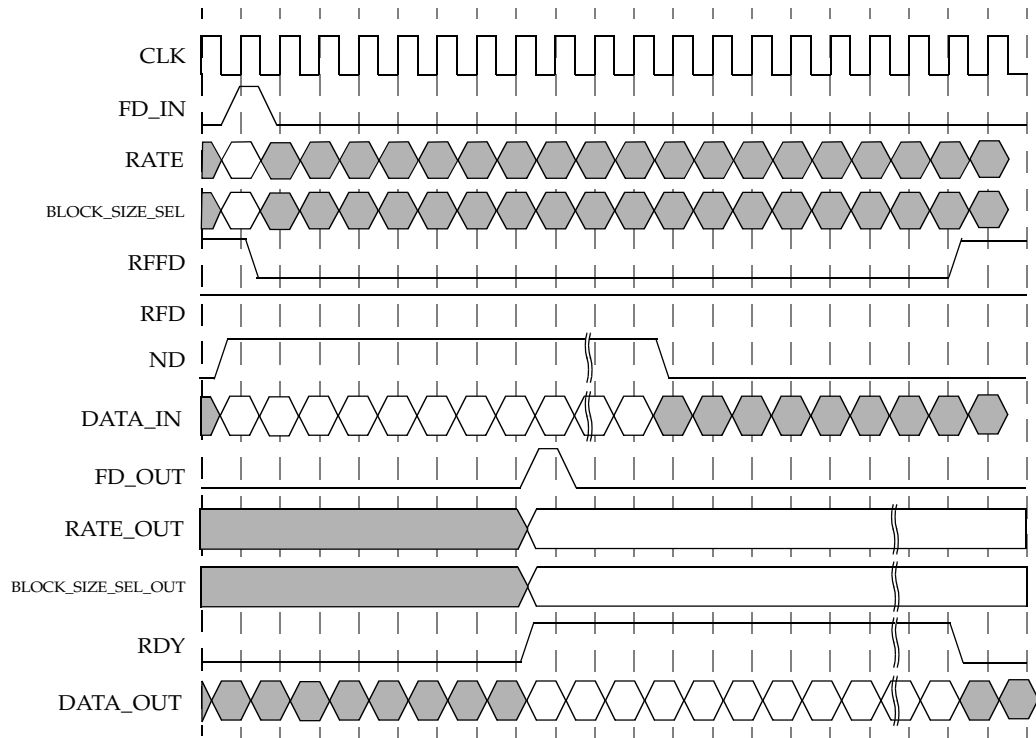 CLK
FD_IN
RATE
BLOCK_SIZE_SEL
RFFD
RFD
ND
DATA_IN
FD_OUT
RATE_OUT
BLOCK_SIZE_SEL_OUT
RDY
DATA_OUT